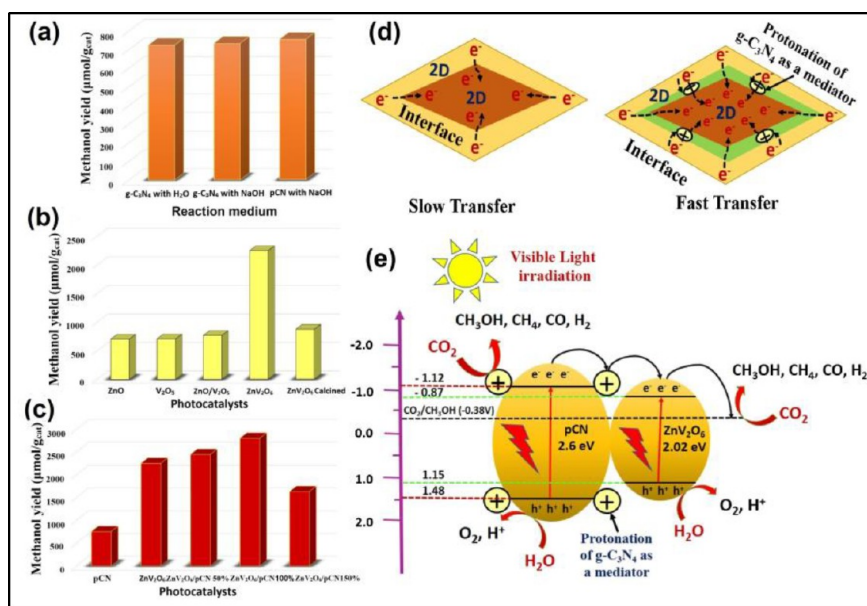 (a)
Methanol yield (μmol/gcat)
800
700
600
500
400
300
200
100
0
g-C₃N₄ with H₂O g-C₃N₄ with NaOH pCN with NaOH
Reaction medium
(b)
Methanol yield (μmol/gcat)
2500
2000
1500
1000
500
0
ZnO V₂O₅ ZnO/V₂O₅ ZnV₂O₆ ZnV₂O₆ Calcined
Photocatalysts
(c)
Methanol yield (μmol/gcat)
3000
2500
2000
1500
1000
500
0
pCN ZnV₂O₆ ZnV₂O₆/pCN 50% ZnV₂O₆/pCN 100% ZnV₂O₆/pCN 150%
Photocatalysts
(d)
e⁻
2D
e⁻
e⁻ e⁻ 2D e⁻ e⁻
e⁻
Interface
e⁻
Slow Transfer
Protonation of
g-C₃N₄ as a mediator
e⁻
e⁻ + + e⁻
2D e⁻ e⁻ e⁻
e⁻ e⁻ 2D e⁻ e⁻
e⁻ e⁻ e⁻
e⁻ + + e⁻
Interface
e⁻
Fast Transfer
(e)
Visible Light
irradiation
-2.0
-1.0
0.0
1.0
2.0
CH₃OH, CH₄, CO, H₂
CO₂
+ e⁻ e⁻ e⁻ +
- 1.12
- 0.87
e⁻ e⁻ e⁻
CH₃OH, CH₄, CO, H₂
CO₂
CO₂/CH₃OH (-0.38V)
pCN
2.6 eV
ZnV₂O₆
2.02 eV
1.15
1.48
+ h⁺ h⁺ h⁺ +
h⁺ h⁺ h⁺
O₂, H⁺
H₂O
O₂, H⁺
H₂O
Protonation
of g-C₃N₄ as
a mediator